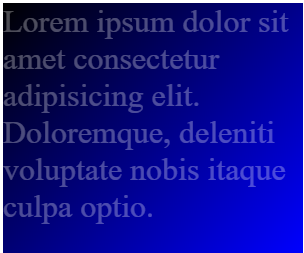 Lorem ipsum dolor sit
amet consectetur
adipisicing elit.
Doloremque, deleniti
voluptate nobis itaque
culpa optio.